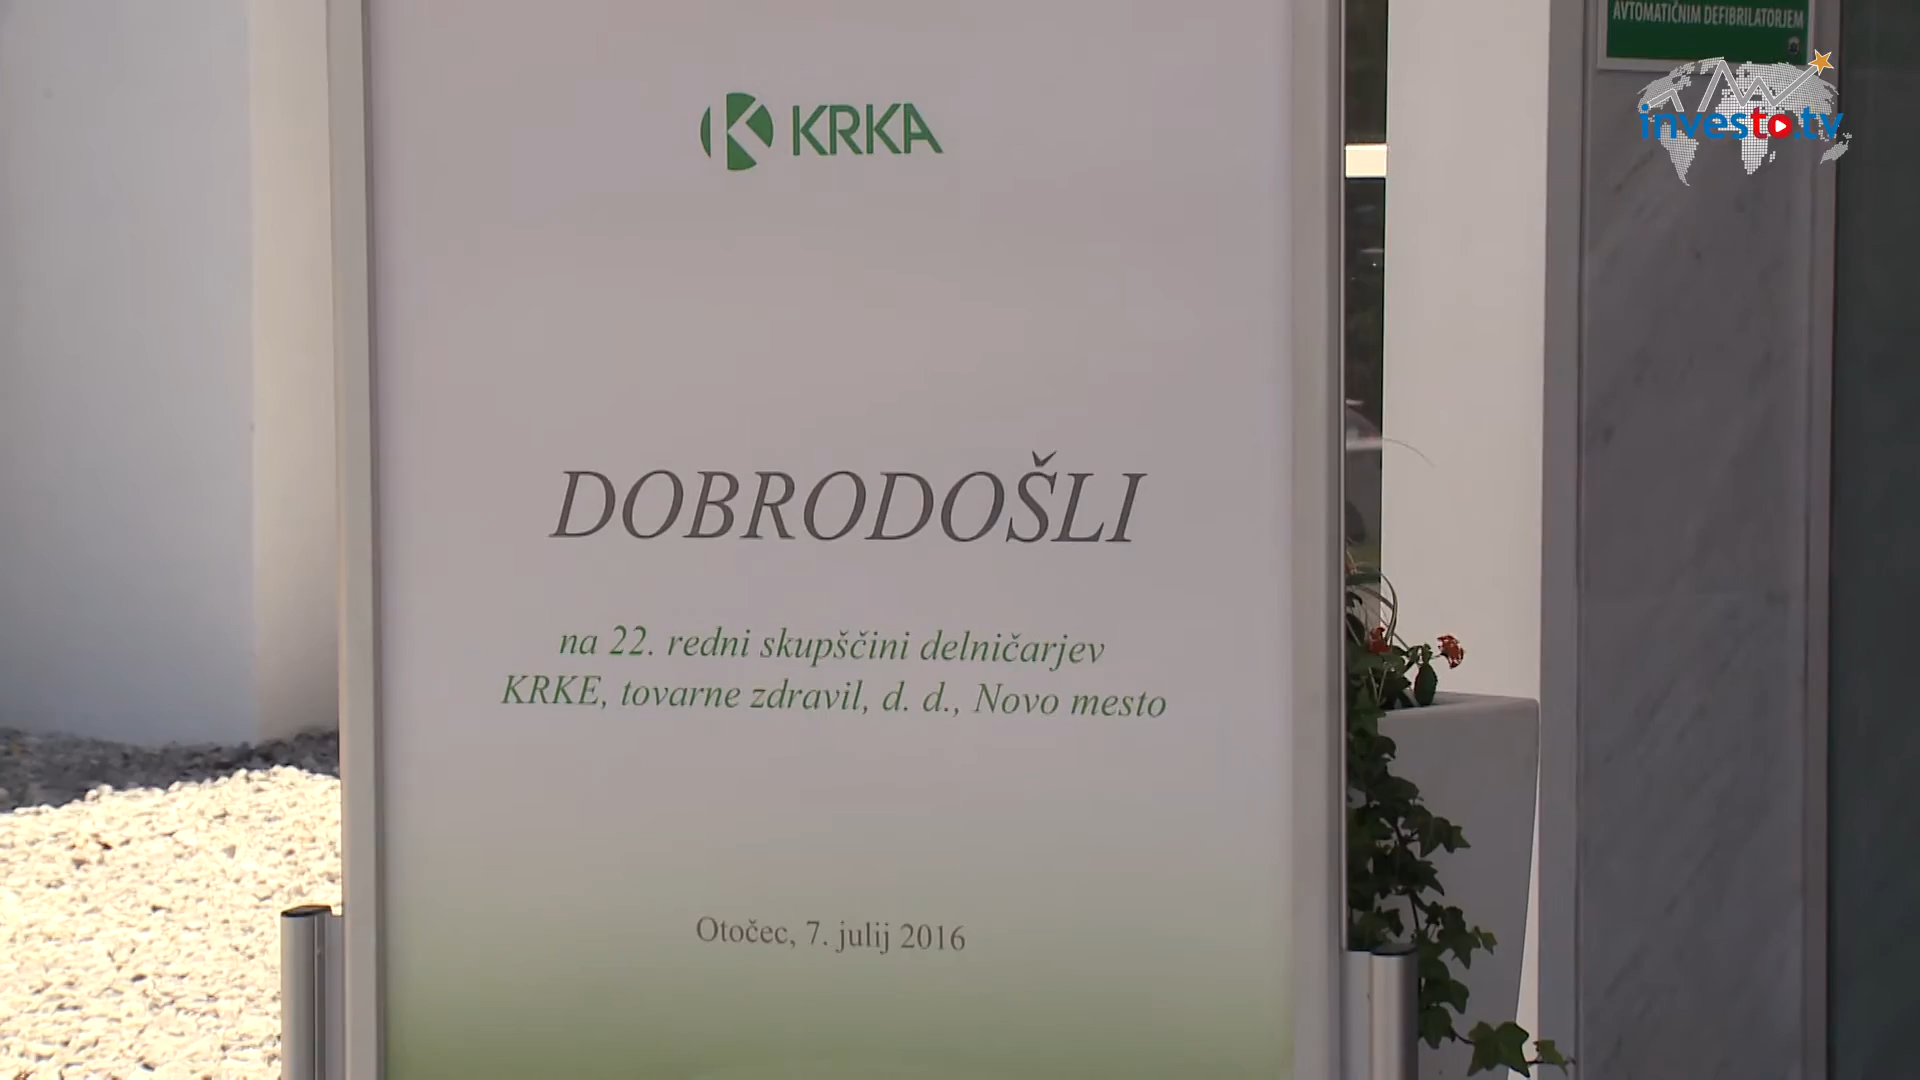 AVTOMATIČNIM DEFIBRILATORJEM
investo.tv
KRKA
DOBRODOŠLI
na 22. redni skupščini delničarjev
KRKE, tovarne zdravil, d. d., Novo mesto
Otočec, 7. julij 2016